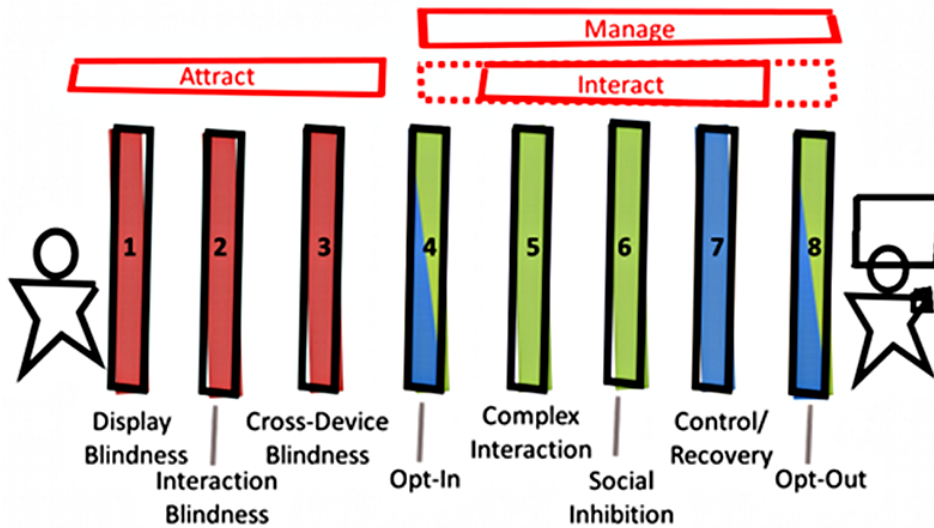 Manage
Attract
Interact
1 2 3 4 5 6 7 8
Display
Blindness
Interaction
Blindness
Cross-Device
Blindness
Opt-In
Complex
Interaction
Social
Inhibition
Control/
Recovery
Opt-Out